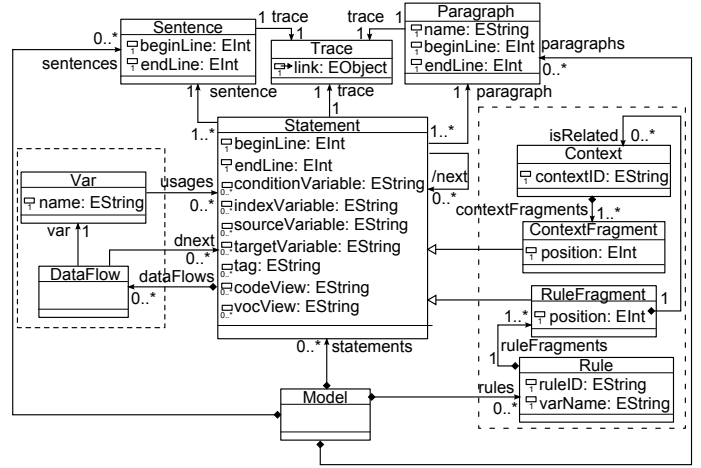 1 trace
trace 1
Paragraph
name: EString
beginLine: EInt
endLine: EInt
Sentence
beginLine: EInt
endLine: EInt
0..*
sentences
1
1
Trace
link: EObject
paragraphs
0..*
1
sentence
1
trace
1
1
paragraph
1..*
Statement
1..*
beginLine: EInt
endLine: EInt
conditionVariable: EString
indexVariable: EString
sourceVariable: EString
targetVariable: EString
tag: EString
codeView: EString
vocView: EString
/next
0..*
isRelated
0..*
Context
contextID: EString
contextFragments
1..*
ContextFragment
position: EInt
Var
name: EString
usages
0..*
var
1
dnext
0..*
DataFlow
dataFlows
0..*
RuleFragment
1
position: EInt
1..*
ruleFragments
1
Rule
ruleID: EString
varName: EString
0..*
statements
Model
rules
0..*